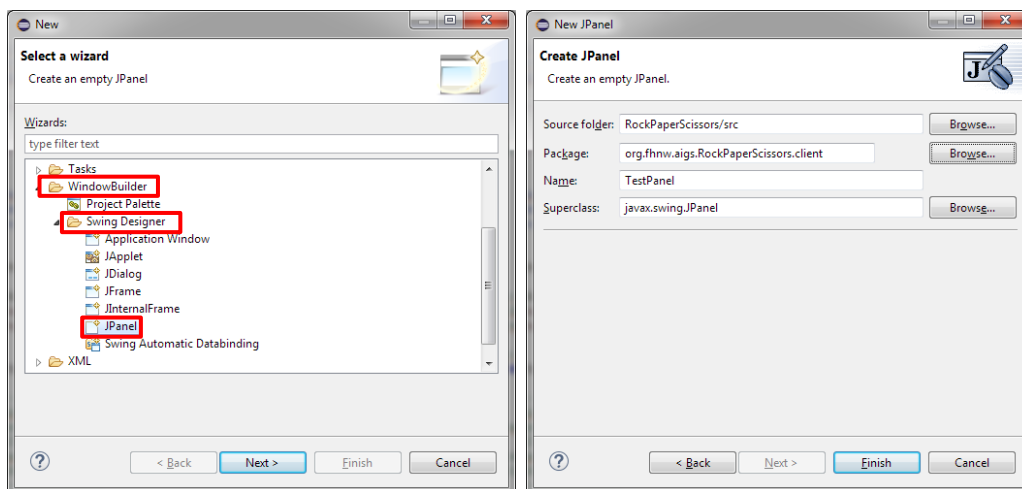 New
Select a wizard
Create an empty JPanel
Wizards:
type filter text
Tasks
WindowBuilder
Project Palette
Swing Designer
Application Window
JApplet
JDialog
JFrame
JInternalFrame
JPanel
Swing Automatic Databinding
XML
?
< Back
Next >
Finish
Cancel
New JPanel
Create JPanel
Create an empty JPanel.
J
Source folder: RockPaperScissors/src Browse...
Package: org.fhnw.aigs.RockPaperScissors.client Browse...
Name: TestPanel
Superclass: javax.swing.JPanel Browse...
?
< Back
Next >
Finish
Cancel